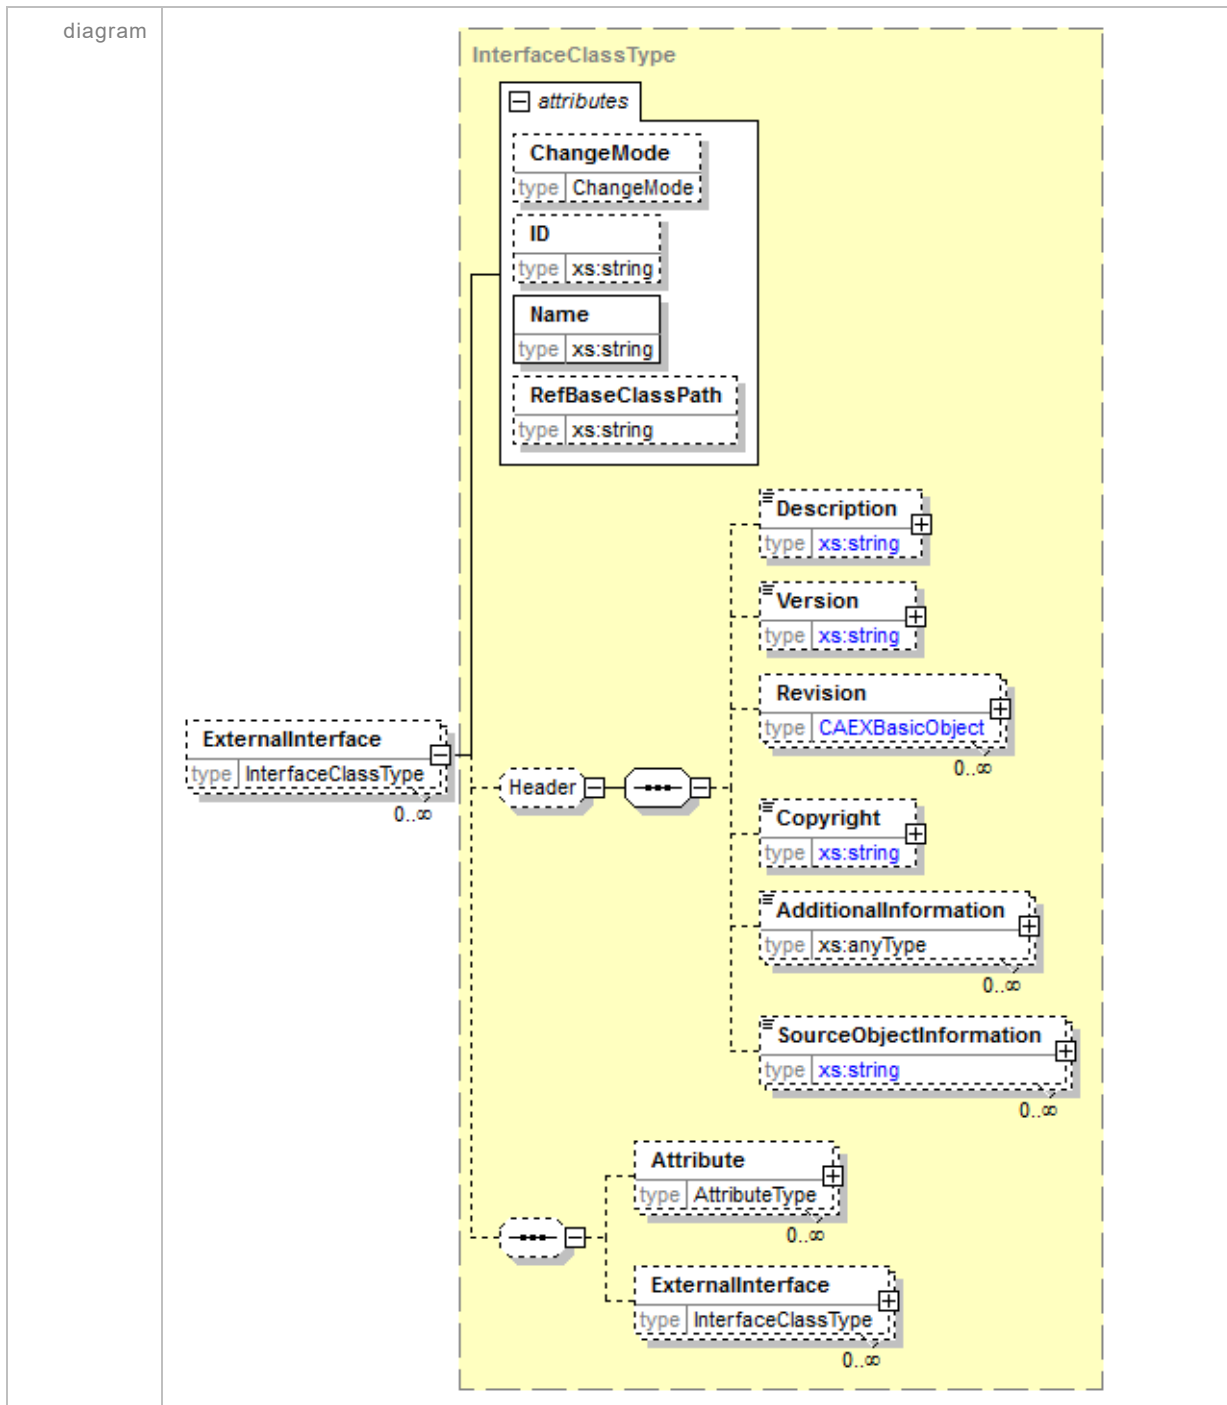 diagram
InterfaceClassType
attributes
ChangeMode
type ChangeMode
ID
type xs:string
Name
type xs:string
RefBaseClassPath
type xs:string
Description
type xs:string
Version
type xs:string
Revision
type CAEXBasicObject
0..∞
ExternalInterface
type InterfaceClassType
0..∞
Header
Copyright
type xs:string
AdditionalInformation
type xs:anyType
0..∞
SourceObjectInformation
type xs:string
0..∞
Attribute
type AttributeType
0..∞
ExternalInterface
type InterfaceClassType
0..∞